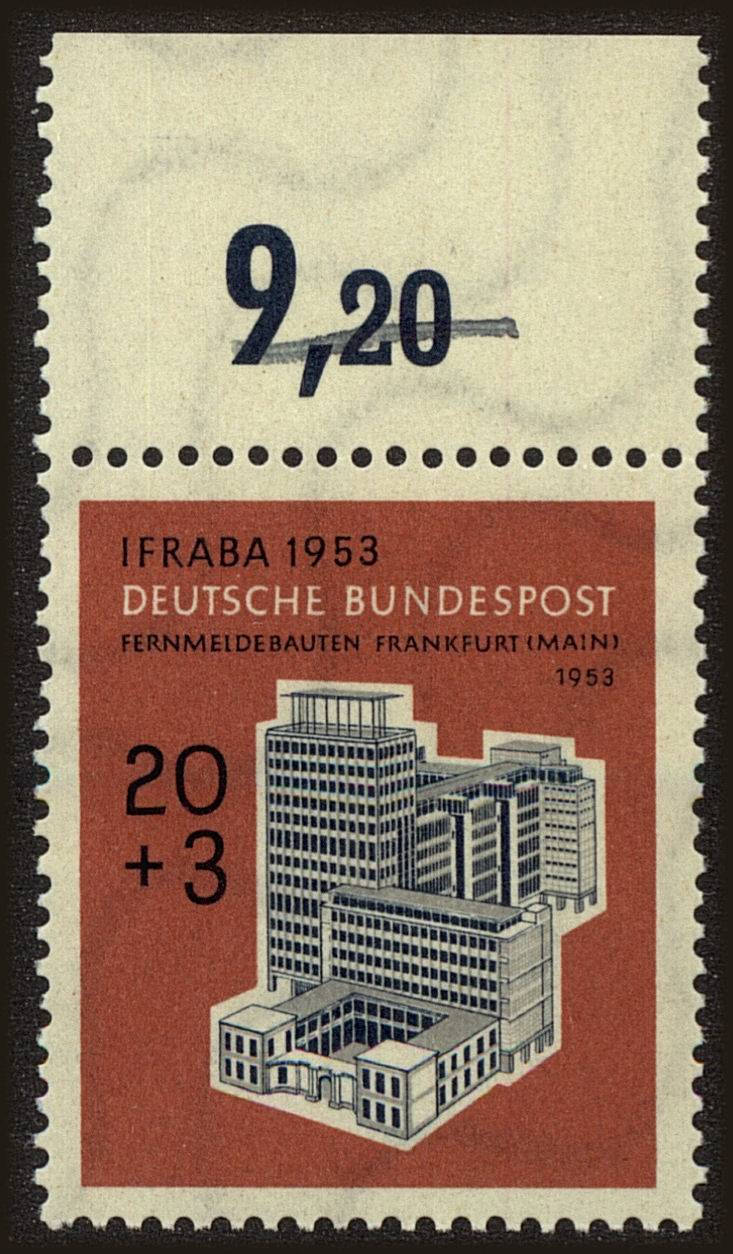 9,20
IFRABA 1953
DEUTSCHE BUNDESPOST
FERNMELDEBAUTEN FRANKFURT (MAIN)
1953
20
+3